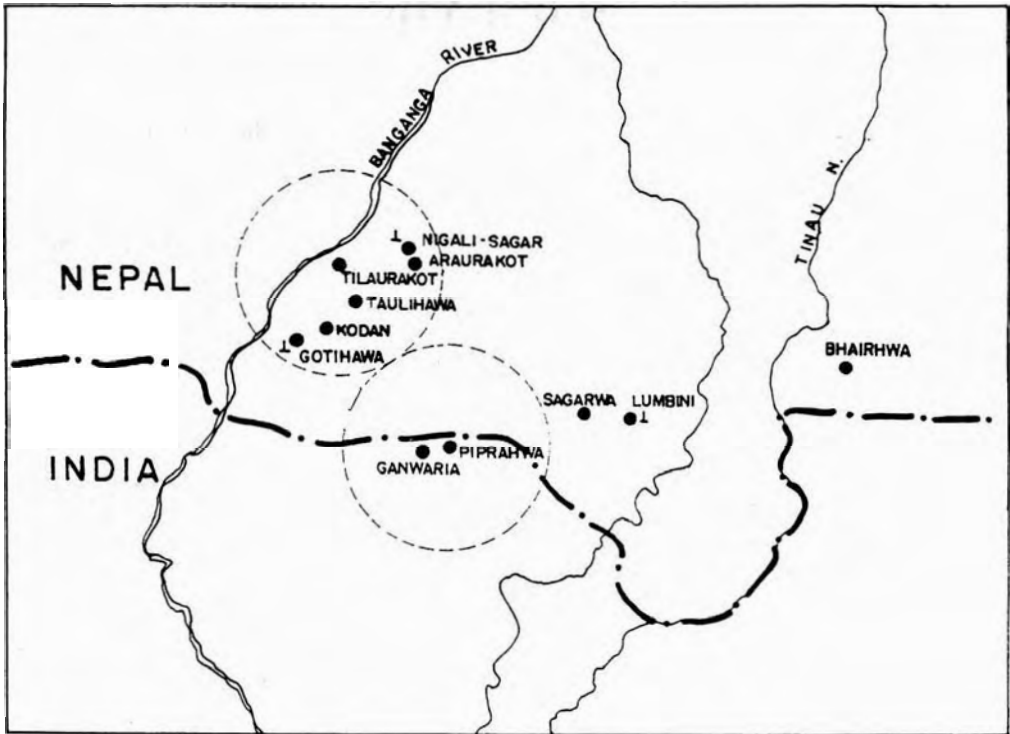 BANGANGA RIVER
TINAU N.
NIGALI-SAGAR
ARAURAKOT
TILAURAKOT
NEPAL
TAULIHAWA
KODAN
GOTIHAWA
BHAIRHWA
SAGARWA
LUMBINI
INDIA
GANWARIA
PIPRAHWA